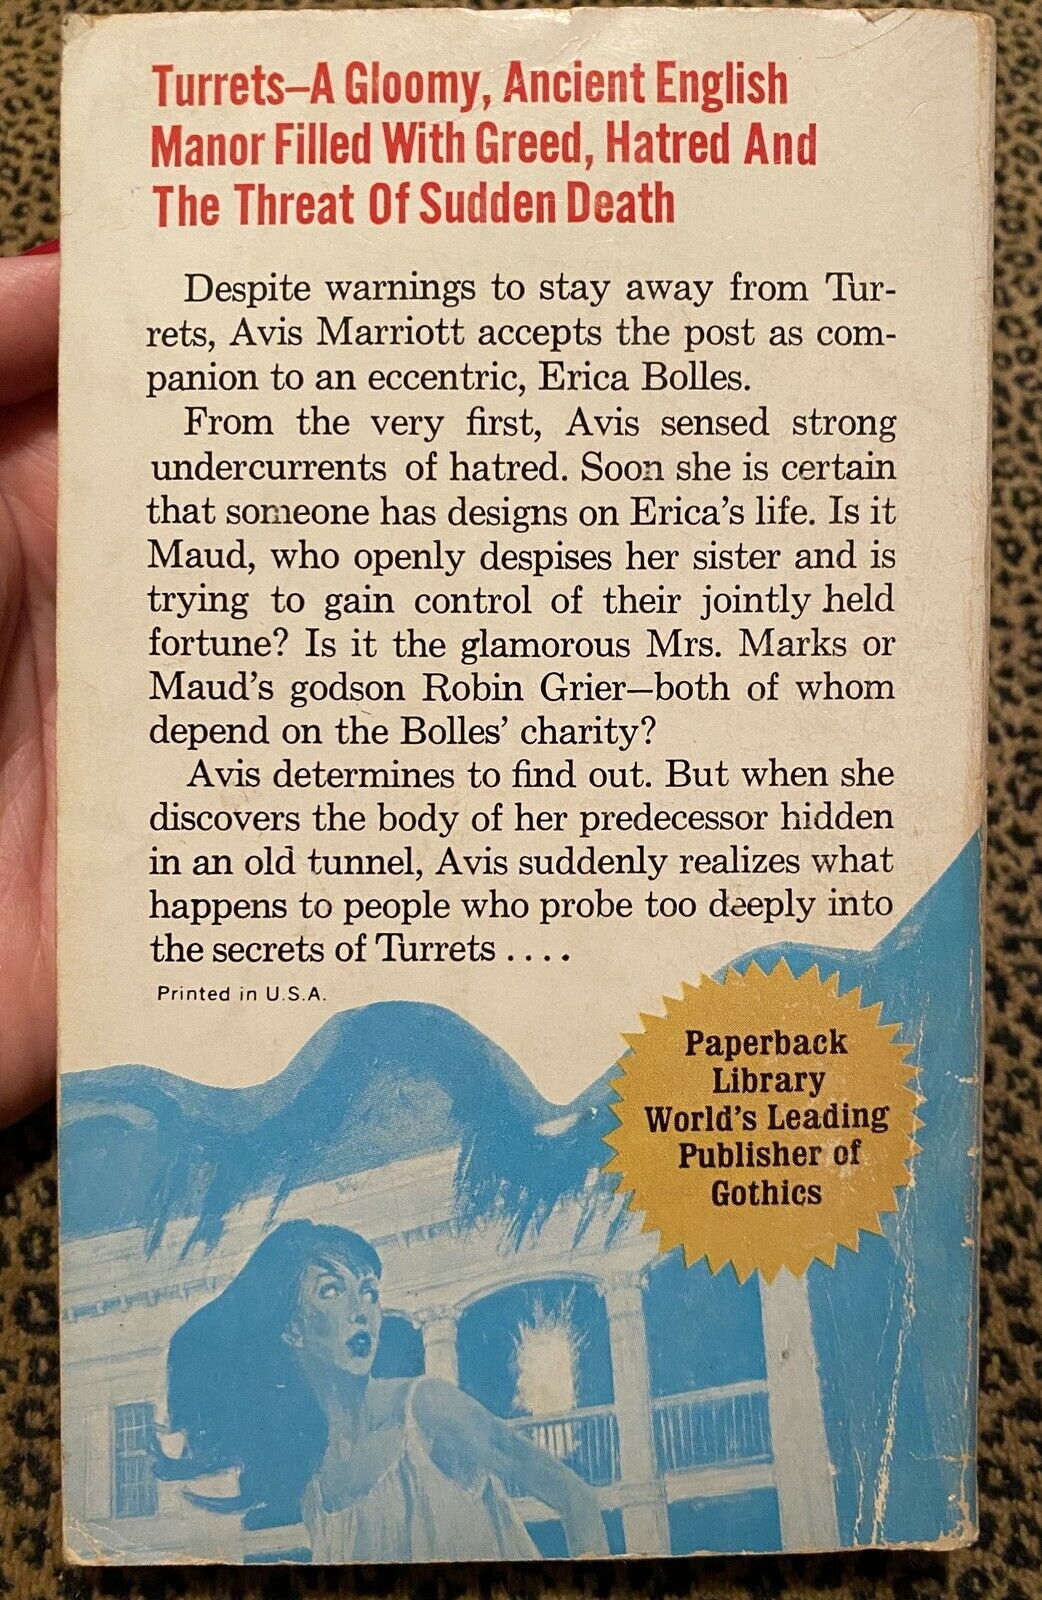 Turrets—A Gloomy, Ancient English
Manor Filled With Greed, Hatred And
The Threat Of Sudden Death
Despite warnings to stay away from Tur-
rets, Avis Marriott accepts the post as com-
panion to an eccentric, Erica Bolles.
From the very first, Avis sensed strong
undercurrents of hatred. Soon she is certain
that someone has designs on Erica's life. Is it
Maud, who openly despises her sister and is
trying to gain control of their jointly held
fortune? Is it the glamorous Mrs. Marks or
Maud's godson Robin Grier—both of whom
depend on the Bolles' charity?
Avis determines to find out. But when she
discovers the body of her predecessor hidden
in an old tunnel, Avis suddenly realizes what
happens to people who probe too deeply into
the secrets of Turrets ....
Printed in U.S.A.
Paperback
Library
World's Leading
Publisher of
Gothics